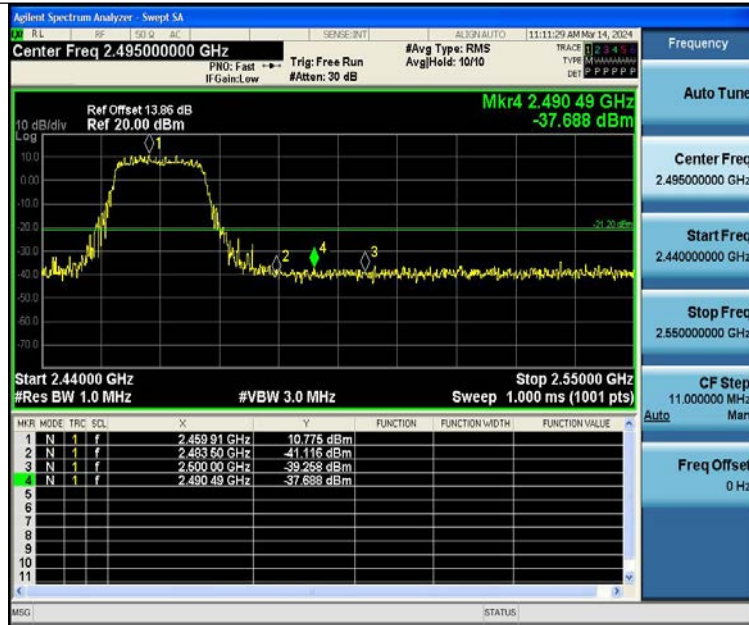 Agilent Spectrum Analyzer - Swept SA
RL RF 50 Ω AC SENSE:INT ALIGNAUTO 11:11:29 AM Mar 14, 2024
Center Freq 2.495000000 GHz
PNO: Fast
IFGain:Low
Trig: Free Run
#Atten: 30 dB
#Avg Type: RMS
Avg|Hold: 10/10
TRACE 1 2 3 4 5 6
TYPE M
DET P P P P P P
Ref Offset 13.86 dB
Ref 20.00 dBm
10 dB/div
Log
Mkr4 2.490 49 GHz
-37.688 dBm
10.0
0.00
-10.0
-20.0
-30.0
-40.0
-50.0
-60.0
-70.0
1
2
4
3
-21.20 dBm
Start 2.44000 GHz
Stop 2.55000 GHz
#Res BW 1.0 MHz
#VBW 3.0 MHz
Sweep 1.000 ms (1001 pts)
MKR MODE TRC SCL X Y FUNCTION FUNCTION WIDTH FUNCTION VALUE
1 N 1 f 2.459 91 GHz 10.775 dBm
2 N 1 f 2.483 50 GHz -41.116 dBm
3 N 1 f 2.500 00 GHz -39.258 dBm
4 N 1 f 2.490 49 GHz -37.688 dBm
5
6
7
8
9
10
11
MSG
STATUS
Frequency
Auto Tune
Center Freq
2.495000000 GHz
Start Freq
2.440000000 GHz
Stop Freq
2.550000000 GHz
CF Step
11.000000 MHz
Auto Man
Freq Offset
0 Hz